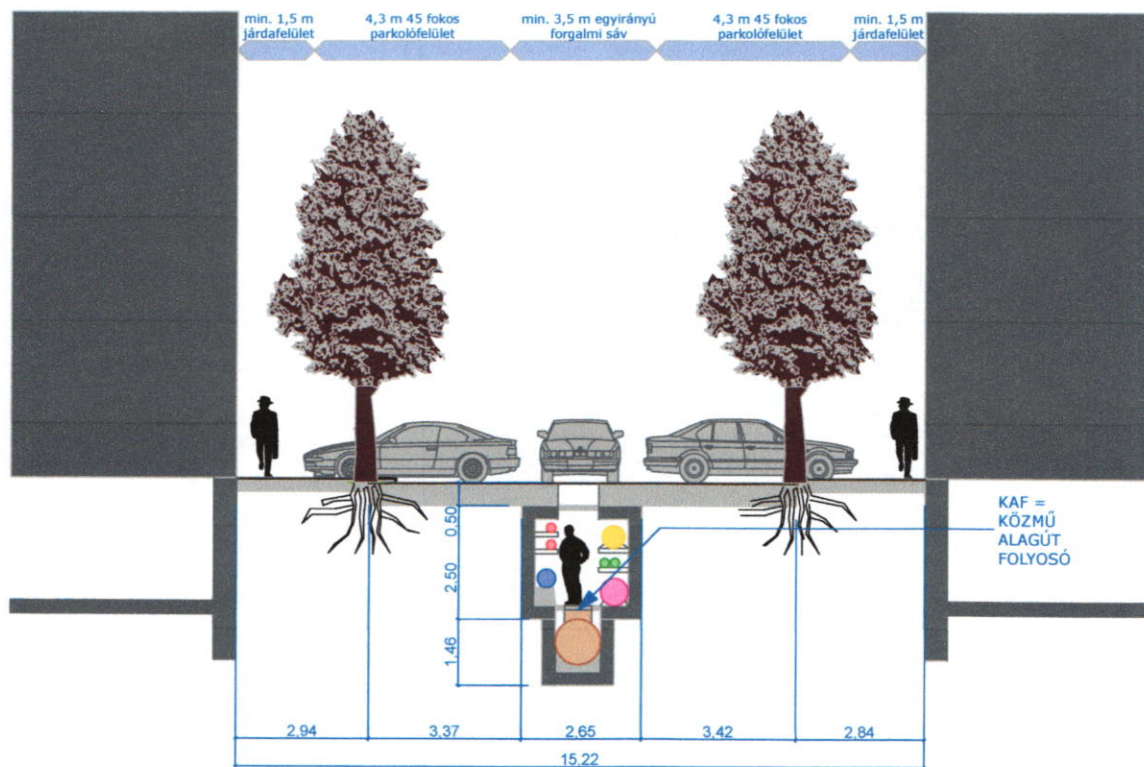 min. 1,5 m
járdafelület
4,3 m 45 fokos
parkolófelület
min. 3,5 m egyirányú
forgalmi sáv
4,3 m 45 fokos
parkolófelület
min. 1,5 m
járdafelület
KAF =
KÖZMŰ
ALAGÚT
FOLYOSÓ
0,50
2,50
1,46
2,94
3,37
2,65
3,42
2,84
15,22